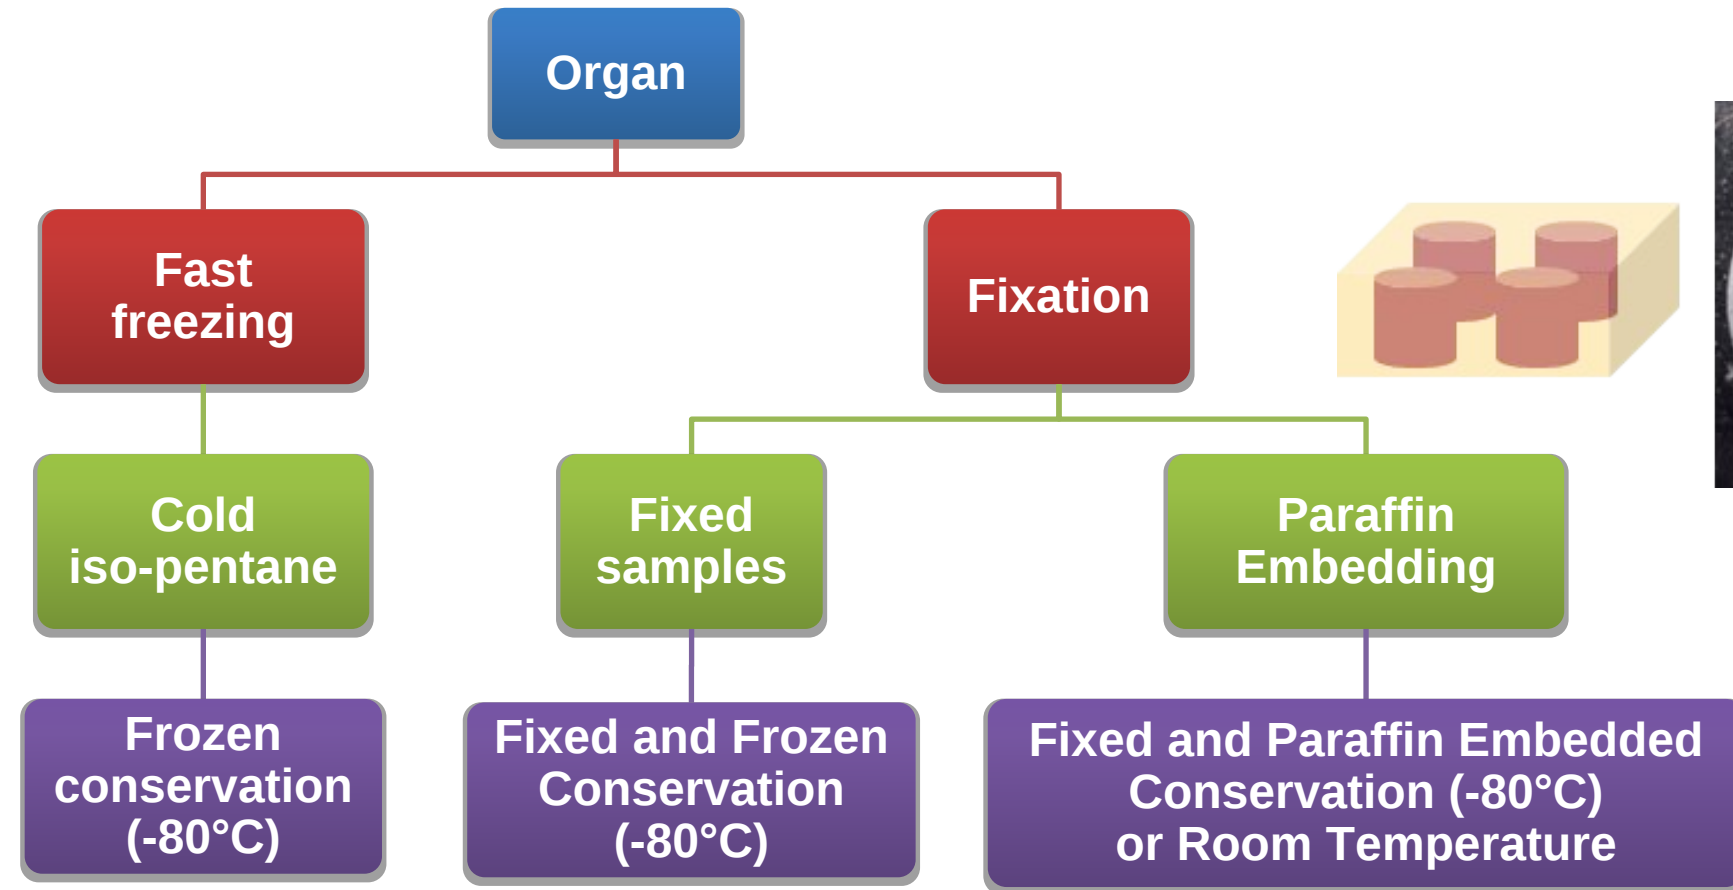 Organ
Fast
freezing
Fixation
Cold
iso-pentane
Fixed
samples
Paraffin
Embedding
Frozen
conservation
(-80°C)
Fixed and Frozen
Conservation
(-80°C)
Fixed and Paraffin Embedded
Conservation (-80°C)
or Room Temperature